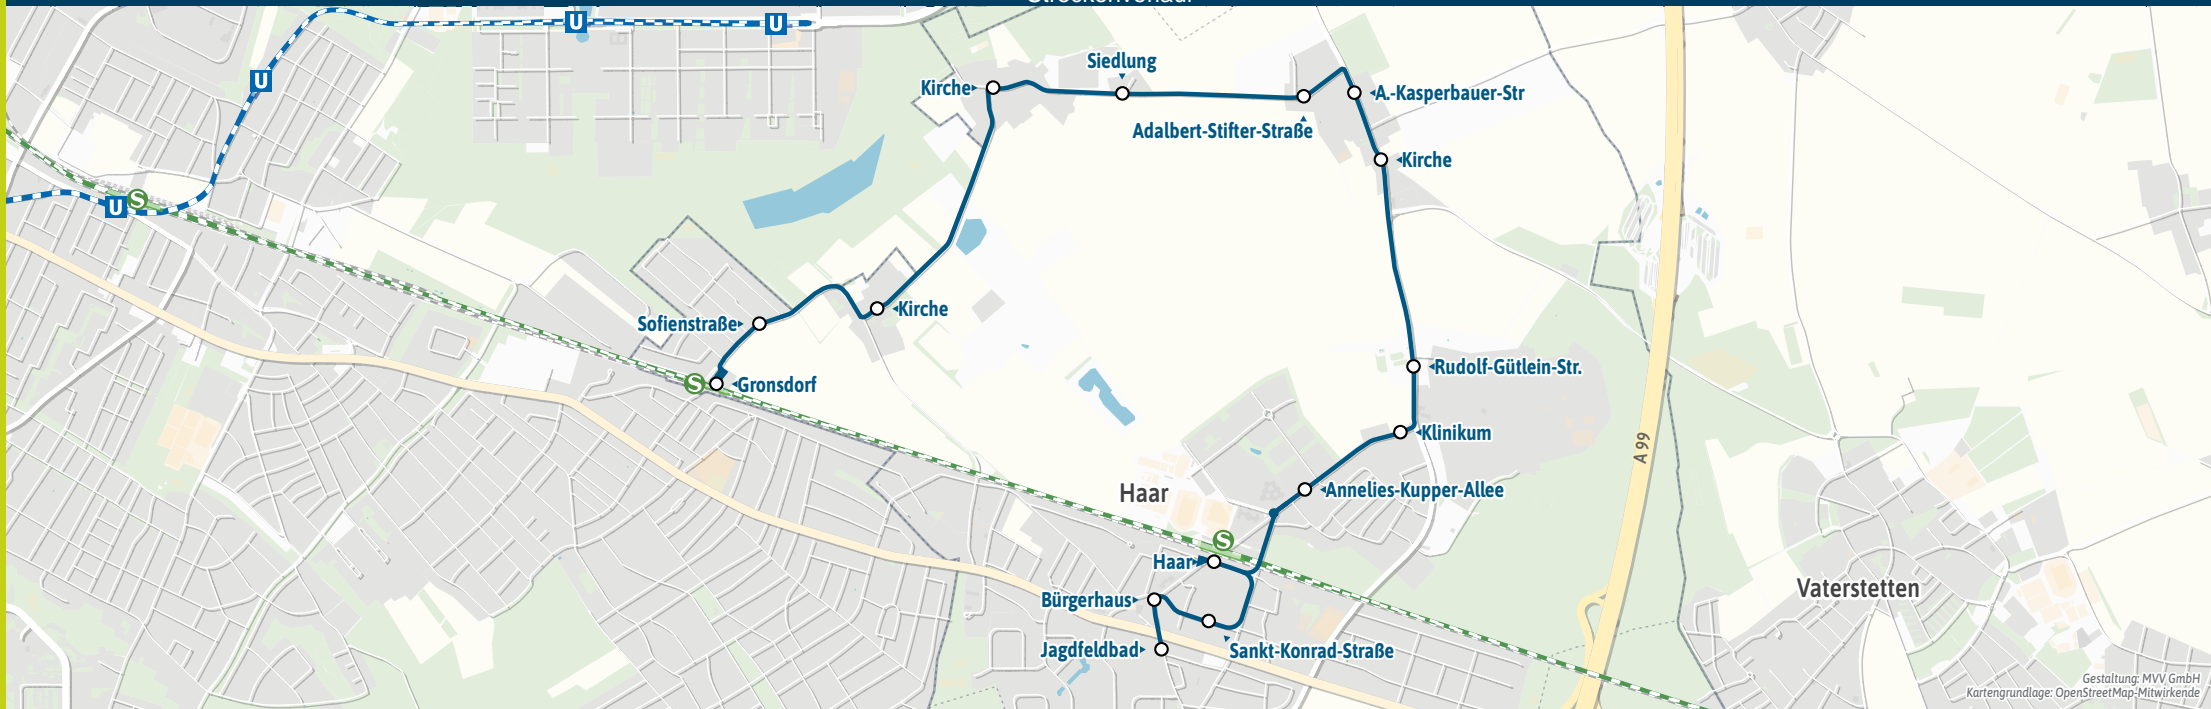 Streckenverlauf
U
U
U
Siedlung
Kirche
A.-Kasperbauer-Str
Adalbert-Stifter-Straße
Kirche
S
U
Kirche
Sofienstraße
Rudolf-Gütlein-Str.
S
Gronsdorf
Klinikum
A 99
Haar
Annelies-Kupper-Allee
S
Haar
Vaterstetten
Bürgerhaus
Jagdfeldbad
Sankt-Konrad-Straße
Gestaltung: MVV GmbH
Kartengrundlage: OpenStreetMap-Mitwirkende